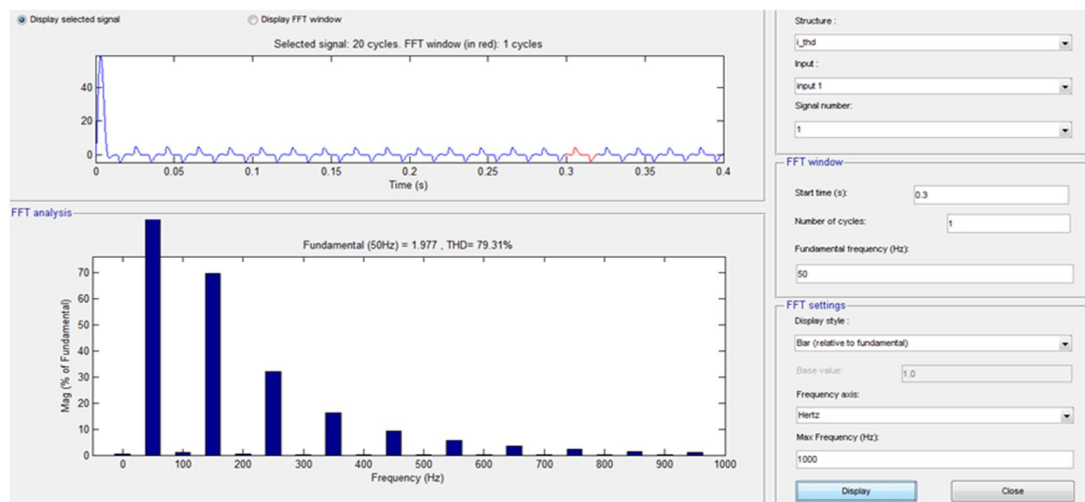 Display selected signal
Display FFT window
Selected signal: 20 cycles. FFT window (in red): 1 cycles
40
20
0
0 0.05 0.1 0.15 0.2 0.25 0.3 0.35 0.4
Time (s)
FFT analysis
Fundamental (50Hz) = 1.977 , THD= 79.31%
Mag (% of Fundamental)
70
60
50
40
30
20
10
0
0 100 200 300 400 500 600 700 800 900 1000
Frequency (Hz)
Structure :
i_thd
Input :
input 1
Signal number:
1
FFT window
Start time (s):
0.3
Number of cycles:
1
Fundamental frequency (Hz):
50
FFT settings
Display style :
Bar (relative to fundamental)
Base value:
1.0
Frequency axis:
Hertz
Max Frequency (Hz):
1000
Display
Close